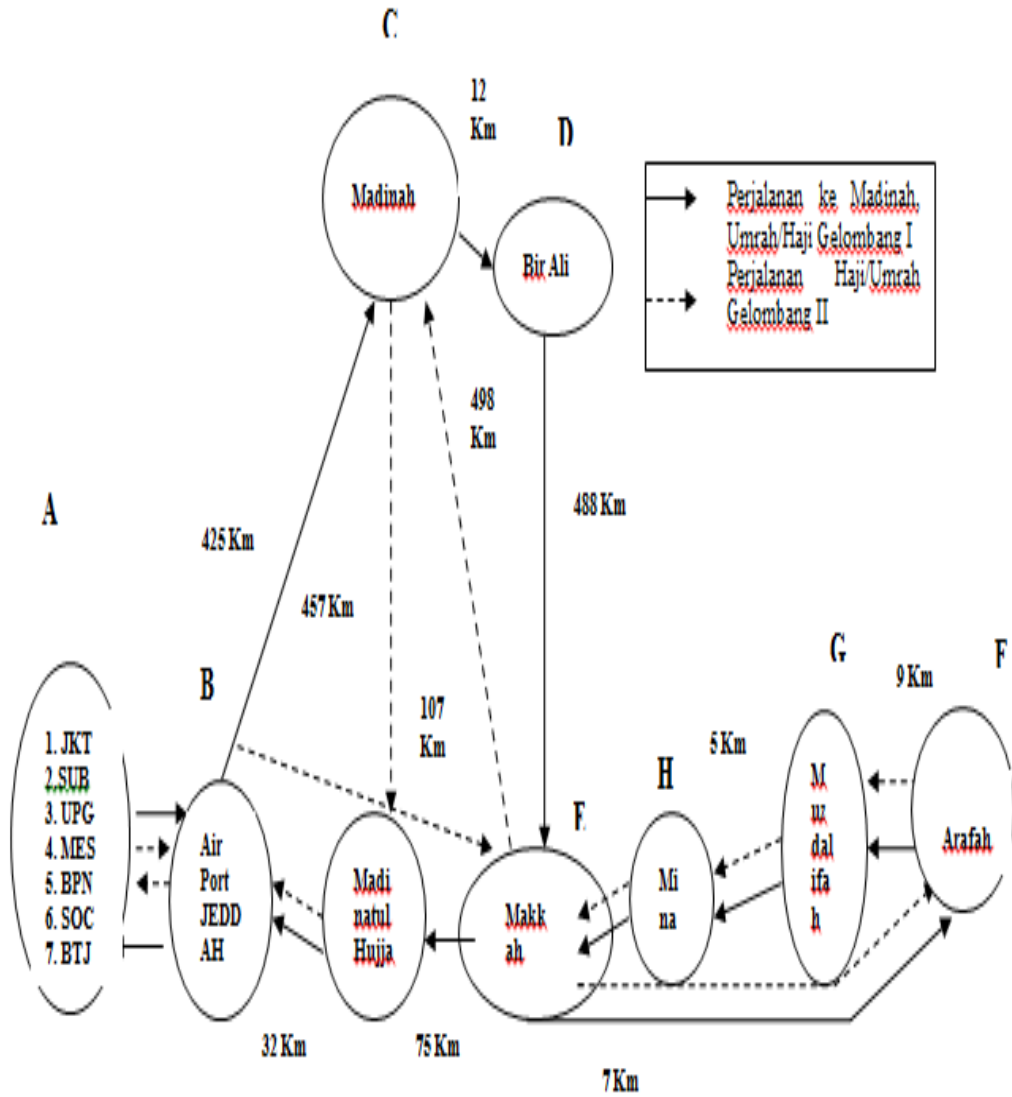 C
12
Km
D
Madinah
Bir Ali
Perjalanan ke Madinah,
Umrah/Haji Gelombang I
Perjalanan Haji/Umrah
Gelombang II
498
Km
A
425 Km
457 Km
488 Km
B
107
Km
G
F
9 Km
5 Km
H
E
1. JKT
2.SUB
3. UPG
4. MES
5. BPN
6. SOC
7. BTJ
Air
Port
JEDD
AH
Madi
natul
Hujja
Makk
ah
Mi
na
M
uz
dal
ifa
h
Arafah
32 Km
75 Km
7 Km